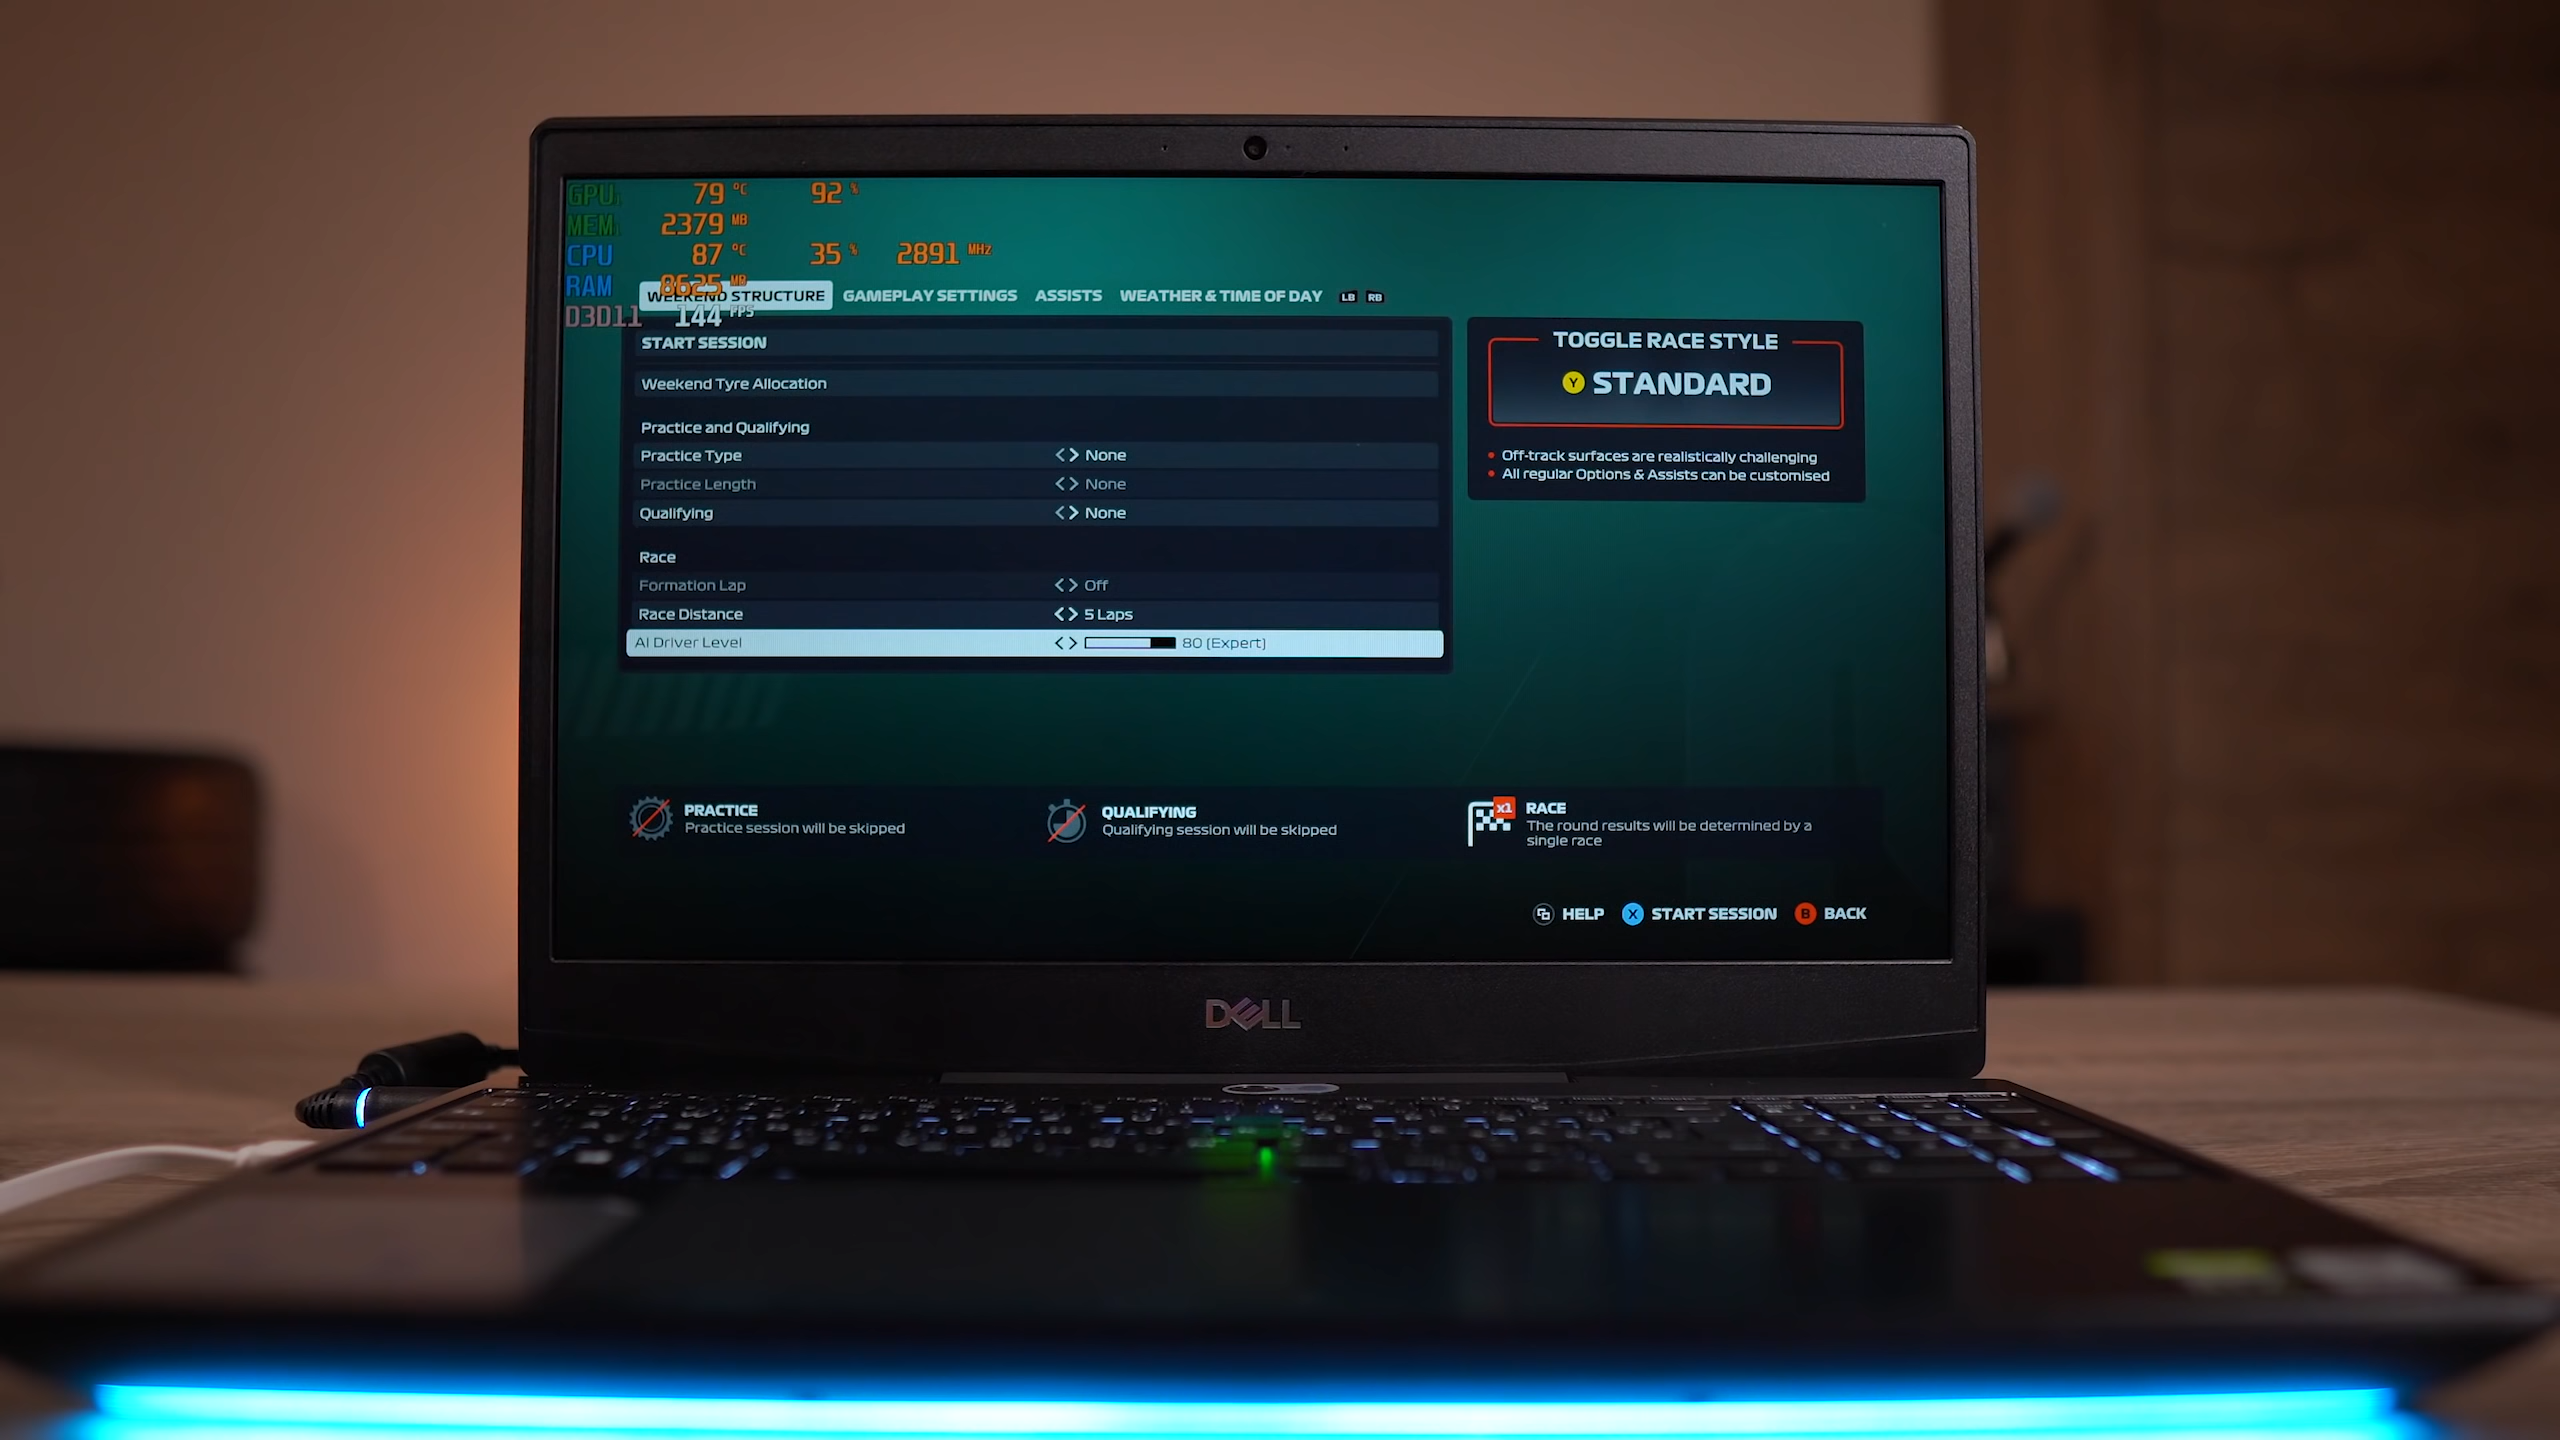 GPU1 79 °C 92 %
MEM1 2379 MB
CPU 87 °C 35 % 2891 MHz
RAM 8625 MB
D3D11 144 FPS
WEEKEND STRUCTURE GAMEPLAY SETTINGS ASSISTS WEATHER & TIME OF DAY LB RB
START SESSION
Weekend Tyre Allocation
Practice and Qualifying
Practice Type <> None
Practice Length <> None
Qualifying <> None
Race
Formation Lap <> Off
Race Distance <> 5 Laps
AI Driver Level <> 80 (Expert)
TOGGLE RACE STYLE
Y STANDARD
• Off-track surfaces are realistically challenging
• All regular Options & Assists can be customised
PRACTICE
Practice session will be skipped
QUALIFYING
Qualifying session will be skipped
x1 RACE
The round results will be determined by a
single race
HELP X START SESSION B BACK
DELL